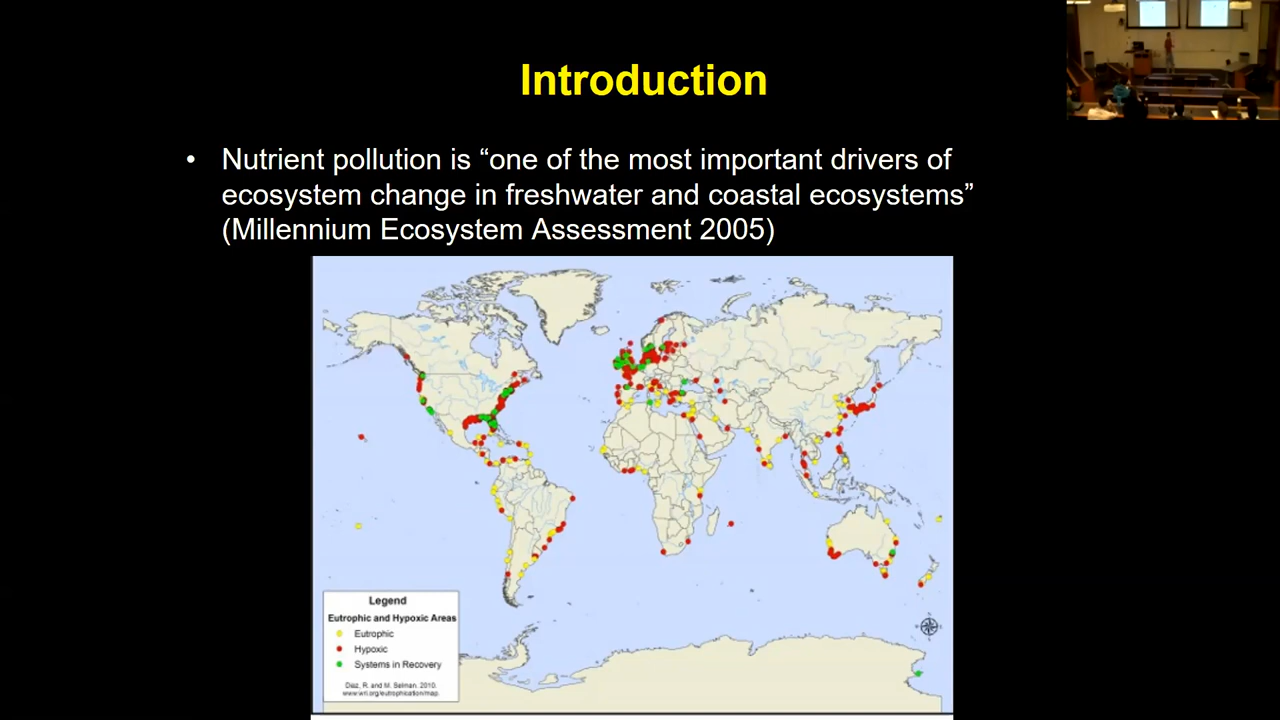 Introduction
• Nutrient pollution is “one of the most important drivers of
ecosystem change in freshwater and coastal ecosystems”
(Millennium Ecosystem Assessment 2005)
Legend
Eutrophic and Hypoxic Areas
Eutrophic
Hypoxic
Systems in Recovery
Diaz, R. and M. Selman. 2010.
www.wri.org/eutrophication/map.